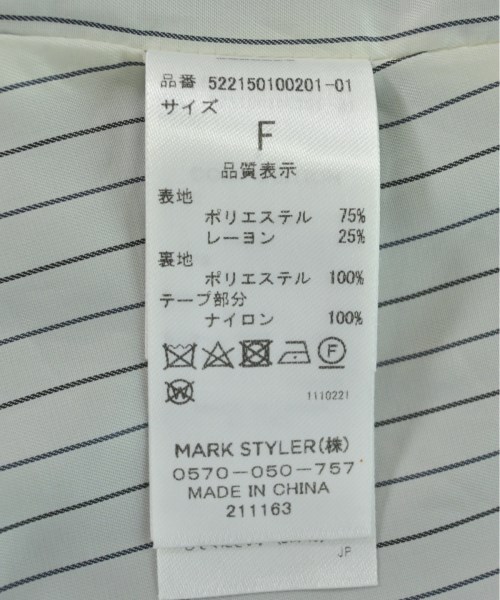 品番 522150100201-01
サイズ
F
品質表示
表地
ポリエステル 75%
レーヨン 25%
裏地
ポリエステル 100%
テープ部分
ナイロン 100%
F
W 1110221
MARK STYLER(株)
0570-050-757
MADE IN CHINA
211163
JP